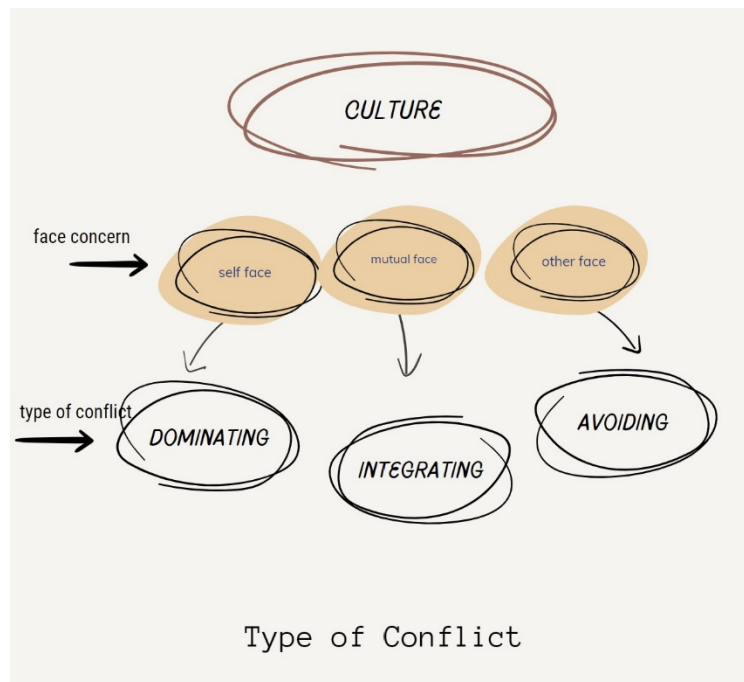 CULTURE
face concern
self face
mutual face
other face
type of conflict
DOMINATING
INTEGRATING
AVOIDING
Type of Conflict